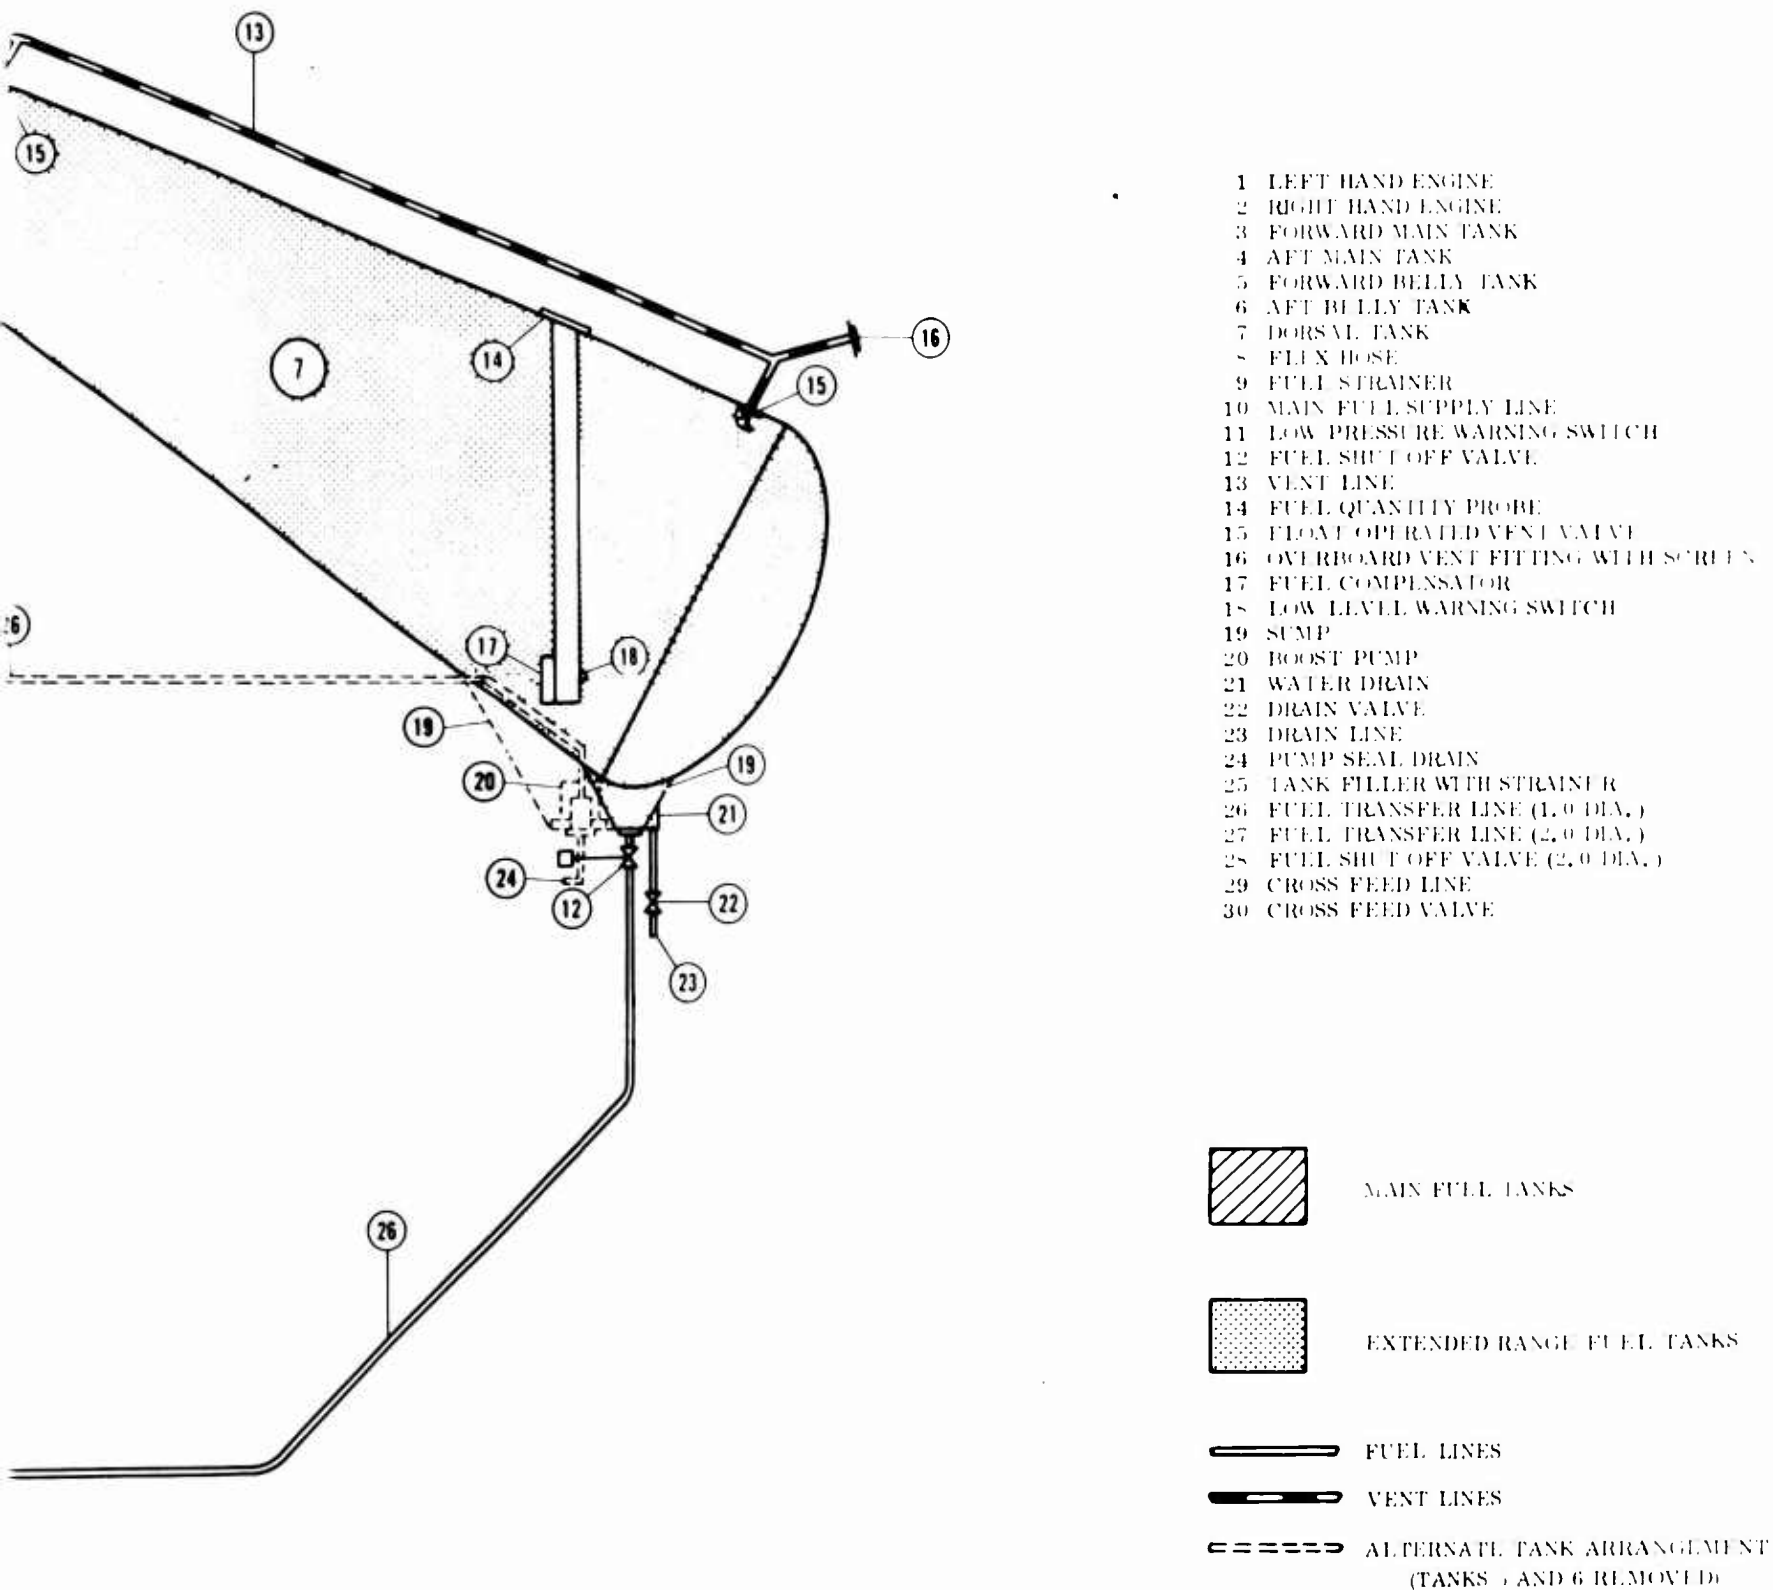 13
15
7
14
16
15
26
17
18
19
20
19
21
24
12
22
23
26
1 LEFT HAND ENGINE
2 RIGHT HAND ENGINE
3 FORWARD MAIN TANK
4 AFT MAIN TANK
5 FORWARD BELLY TANK
6 AFT BELLY TANK
7 DORSAL TANK
8 FLEX HOSE
9 FUEL STRAINER
10 MAIN FUEL SUPPLY LINE
11 LOW PRESSURE WARNING SWITCH
12 FUEL SHUT OFF VALVE
13 VENT LINE
14 FUEL QUANTITY PROBE
15 FLOAT OPERATED VENT VALVE
16 OVERBOARD VENT FITTING WITH SCREEN
17 FUEL COMPENSATOR
18 LOW LEVEL WARNING SWITCH
19 SUMP
20 BOOST PUMP
21 WATER DRAIN
22 DRAIN VALVE
23 DRAIN LINE
24 PUMP SEAL DRAIN
25 TANK FILLER WITH STRAINER
26 FUEL TRANSFER LINE (1.0 DIA.)
27 FUEL TRANSFER LINE (2.0 DIA.)
28 FUEL SHUT OFF VALVE (2.0 DIA.)
29 CROSS FEED LINE
30 CROSS FEED VALVE
MAIN FUEL TANKS
EXTENDED RANGE FUEL TANKS
FUEL LINES
VENT LINES
ALTERNATE TANK ARRANGEMENT
(TANKS 5 AND 6 REMOVED)